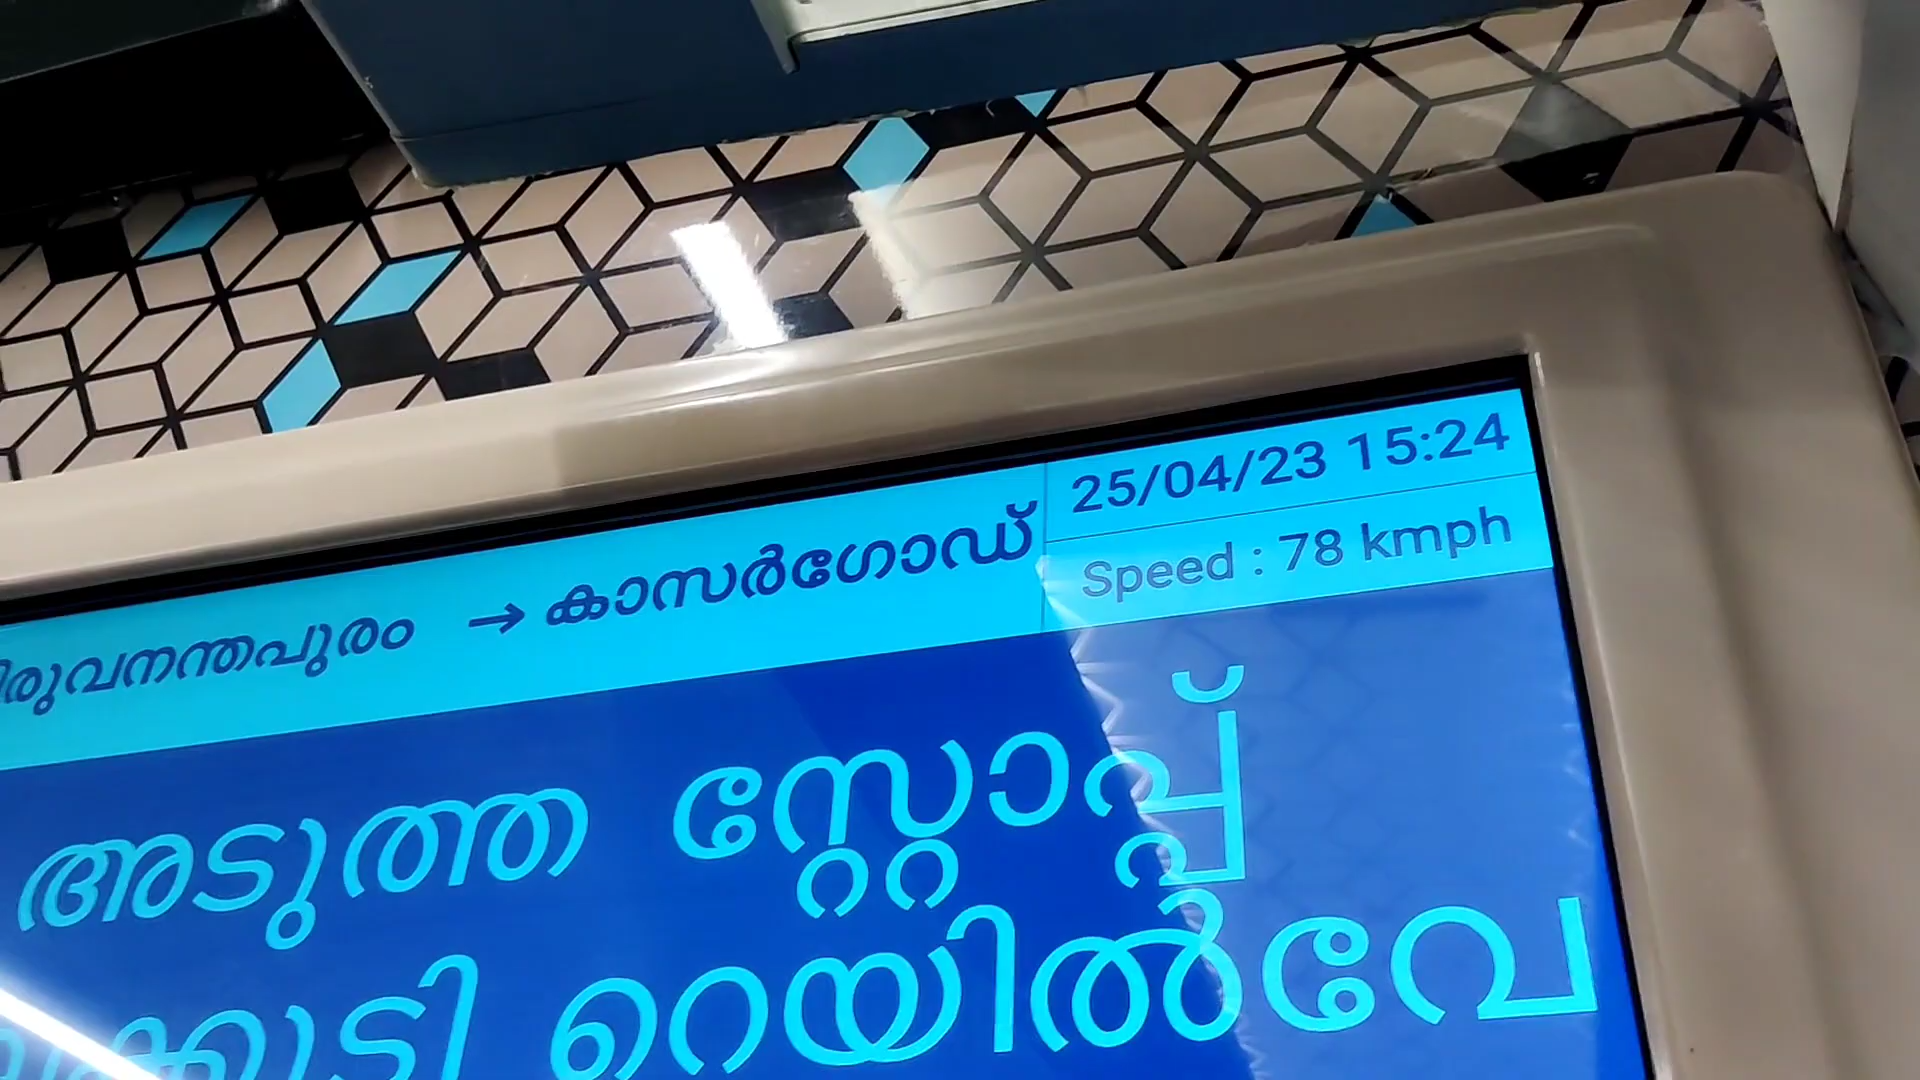 25/04/23 15:24
തിരുവനന്തപുരം → കാസർഗോഡ്
Speed : 78 kmph
അടുത്ത സ്റ്റോപ്പ്
റെയിൽവേ